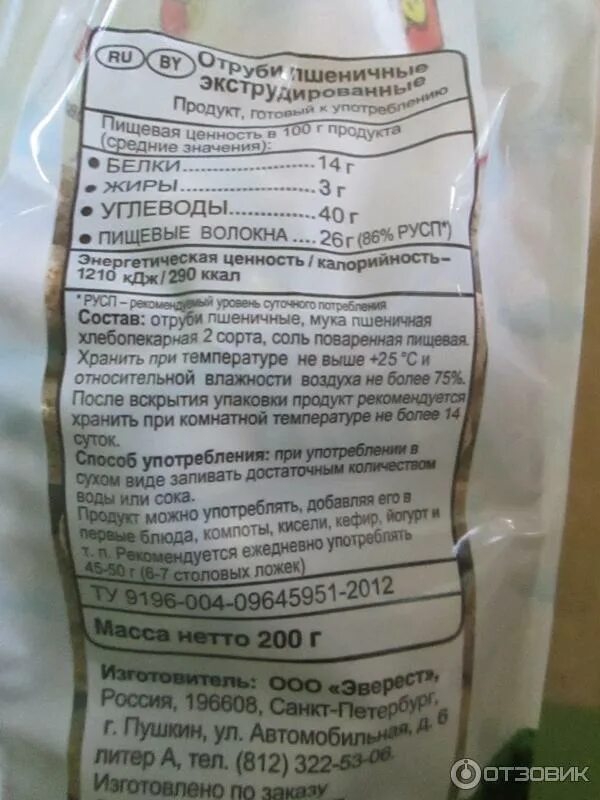 RU BY Отруби пшеничные
экструдированные
Продукт, готовый к употреблению
Пищевая ценность в 100 г продукта
(средние значения):
• БЕЛКИ..................14 г
• ЖИРЫ..................3 г
• УГЛЕВОДЫ..............40 г
• ПИЩЕВЫЕ ВОЛОКНА ....26 г (86% РУСП*)
Энергетическая ценность / калорийность–
1210 кДж/290 ккал
*РУСП – рекомендуемый уровень суточного потребления
Состав: отруби пшеничные, мука пшеничная
хлебопекарная 2 сорта, соль поваренная пищевая.
Хранить при температуре не выше +25 °C и
относительной влажности воздуха не более 75%.
После вскрытия упаковки продукт рекомендуется
хранить при комнатной температуре не более 14
суток.
Способ употребления: при употреблении в
сухом виде запивать достаточным количеством
воды или сока.
Продукт можно употреблять, добавляя его в
первые блюда, компоты, кисели, кефир, йогурт и
т. п. Рекомендуется ежедневно употреблять
45-50 г (6-7 столовых ложек)
ТУ 9196-004-09645951-2012
Масса нетто 200 г
Изготовитель: ООО «Эверест»,
Россия, 196608, Санкт-Петербург,
г. Пушкин, ул. Автомобильная, д. 6
литер А, тел. (812) 322-53-06.
Изготовлено по заказу
ОТЗОВИК